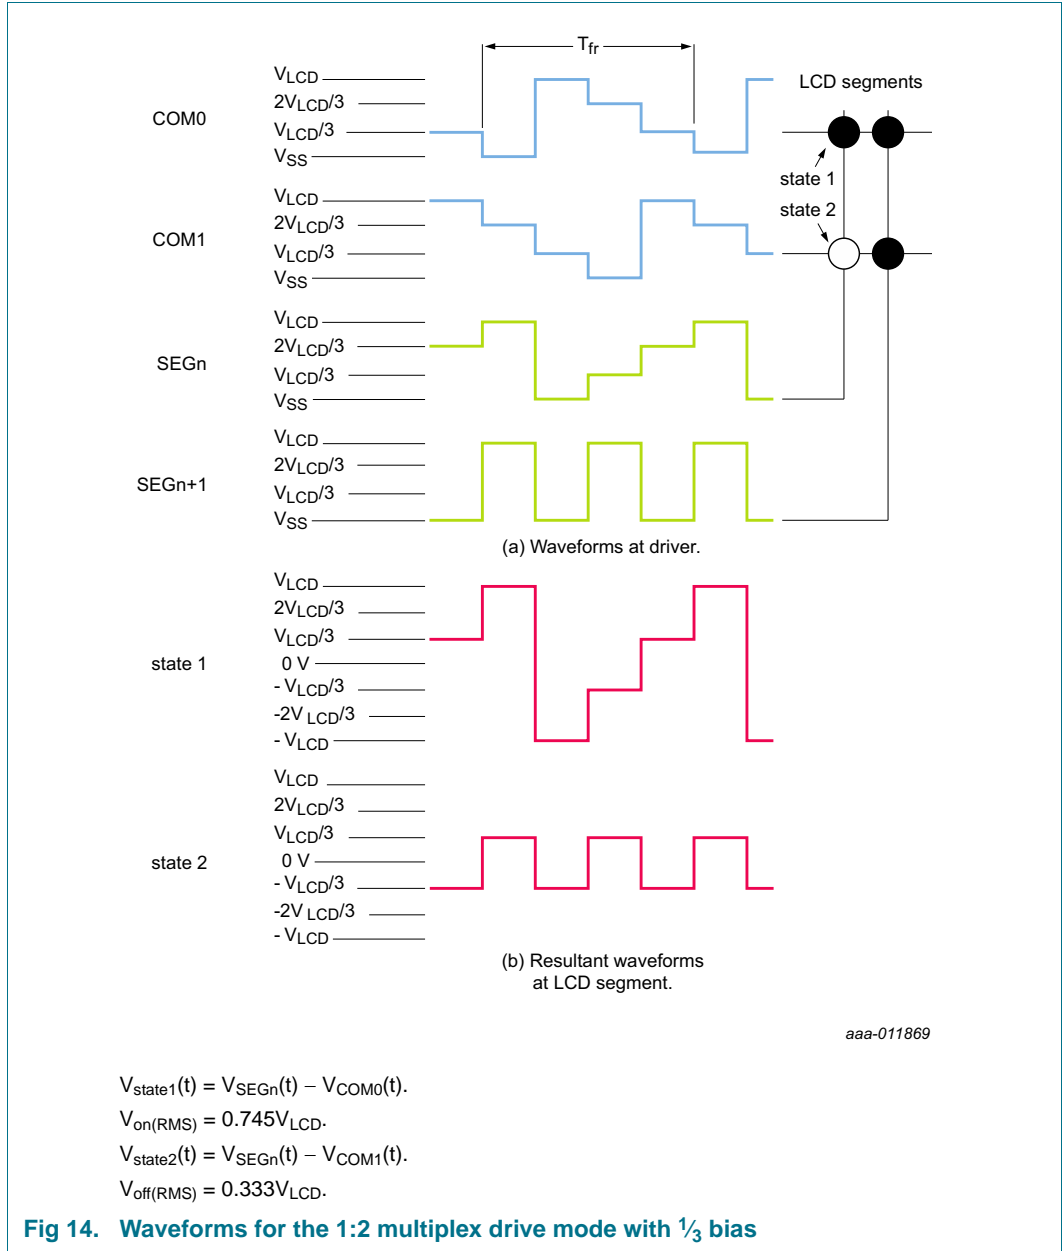 T_fr
V_LCD
2V_LCD/3
COM0
V_LCD/3
V_SS
LCD segments
state 1
state 2
V_LCD
2V_LCD/3
COM1
V_LCD/3
V_SS
V_LCD
2V_LCD/3
SEGn
V_LCD/3
V_SS
V_LCD
2V_LCD/3
SEGn+1
V_LCD/3
V_SS
(a) Waveforms at driver.
V_LCD
2V_LCD/3
V_LCD/3
state 1
0 V
- V_LCD/3
-2V_LCD/3
- V_LCD
V_LCD
2V_LCD/3
V_LCD/3
state 2
0 V
- V_LCD/3
-2V_LCD/3
- V_LCD
(b) Resultant waveforms
at LCD segment.
aaa-011869
V_state1(t) = V_SEGn(t) − V_COM0(t).
V_on(RMS) = 0.745V_LCD.
V_state2(t) = V_SEGn(t) − V_COM1(t).
V_off(RMS) = 0.333V_LCD.
Fig 14. Waveforms for the 1:2 multiplex drive mode with 1⁄3 bias